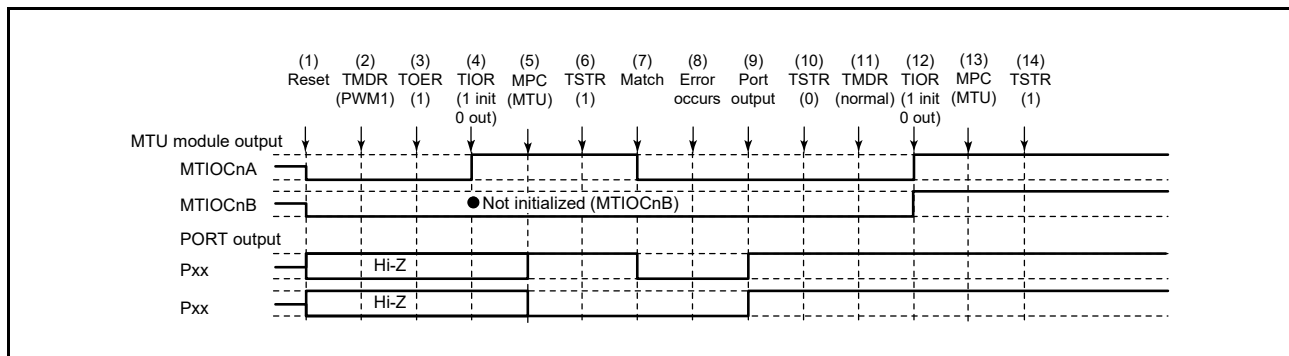 (1) (2) (3) (4) (5) (6) (7) (8) (9) (10) (11) (12) (13) (14)
Reset TMDR TOER TIOR MPC TSTR Match Error Port TSTR TMDR TIOR MPC TSTR
(PWM1) (1) (1 init (MTU) (1) occurs output (0) (normal) (1 init (MTU) (1)
0 out) 0 out)
MTU module output
MTIOCnA
MTIOCnB ●Not initialized (MTIOCnB)
PORT output
Pxx Hi-Z
Pxx Hi-Z